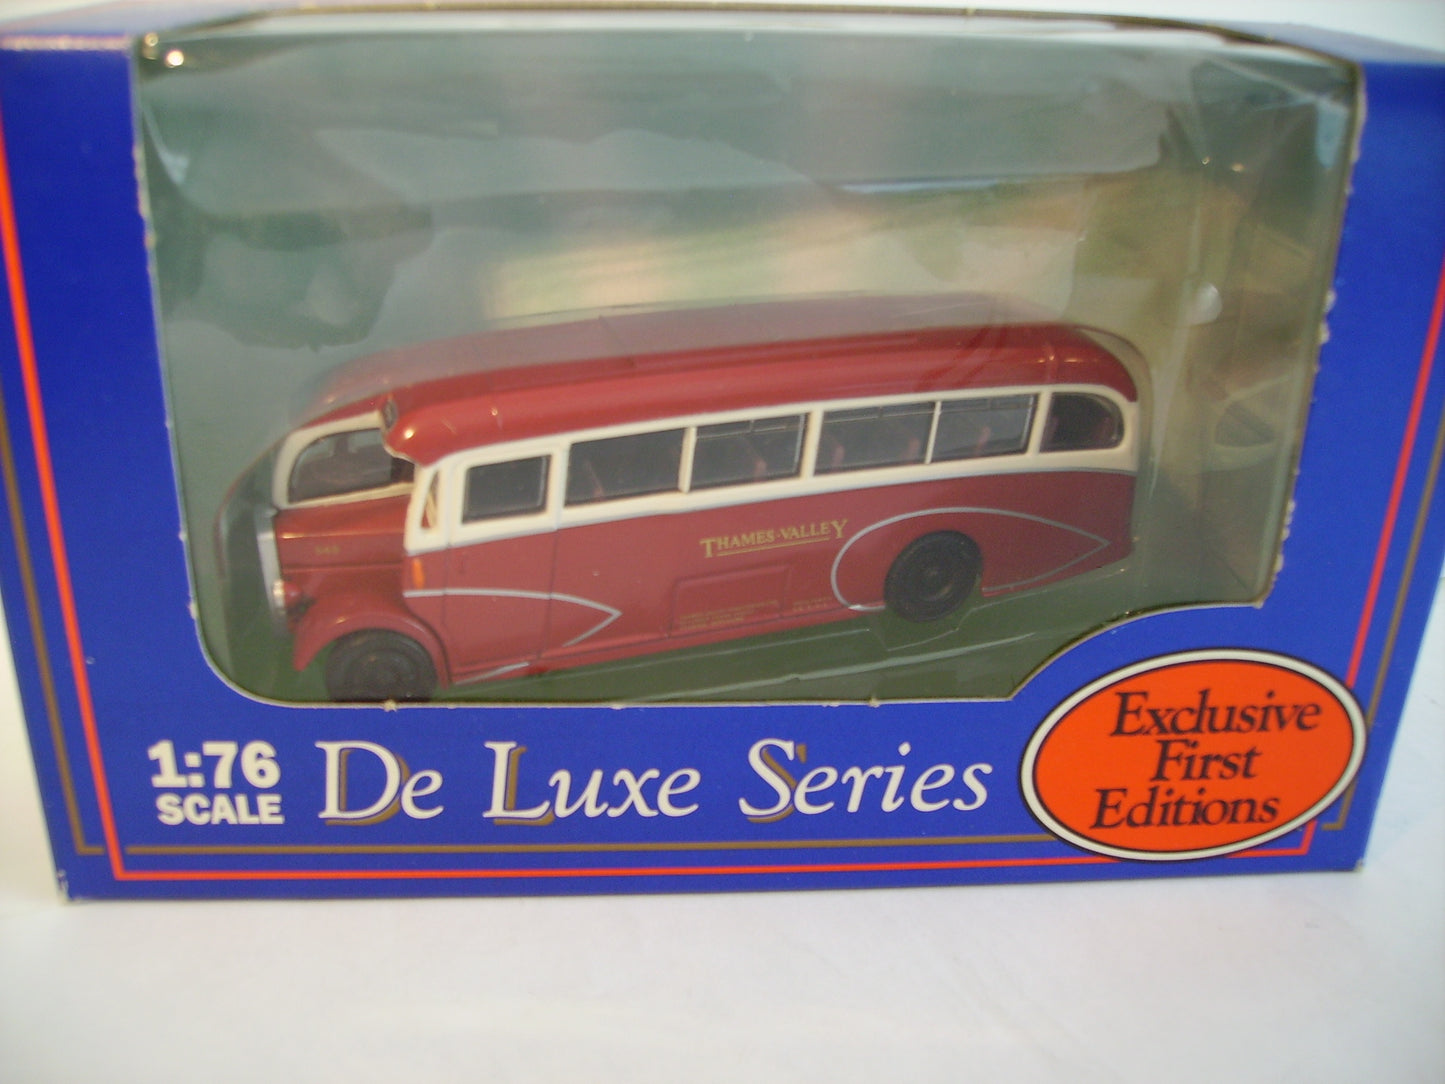 THAMES·VALLEY
1:76
SCALE
De Luxe Series
Exclusive
First
Editions